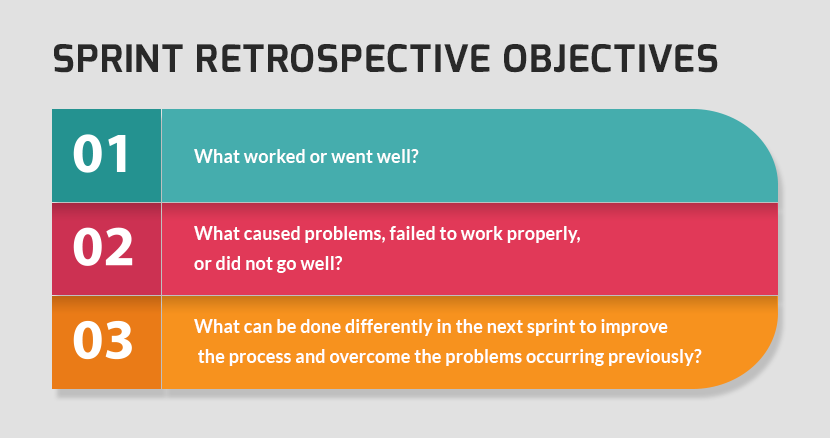 SPRINT RETROSPECTIVE OBJECTIVES
01
What worked or went well?
02
What caused problems, failed to work properly,
or did not go well?
03
What can be done differently in the next sprint to improve
the process and overcome the problems occurring previously?